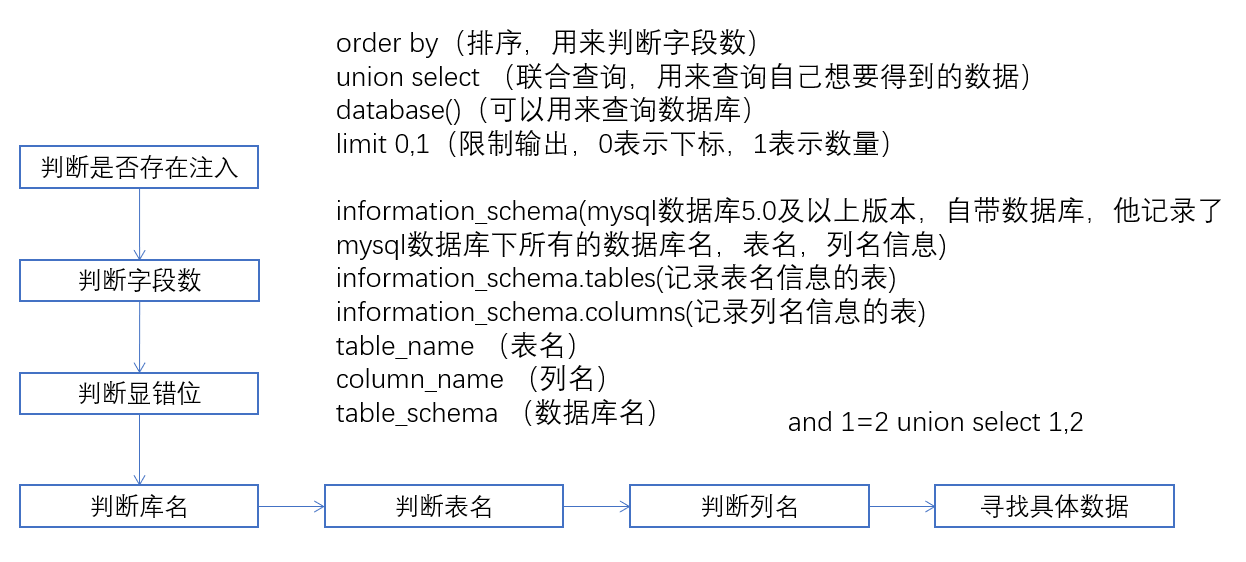 order by（排序，用来判断字段数）
union select （联合查询，用来查询自己想要得到的数据）
database()（可以用来查询数据库）
limit 0,1（限制输出，0表示下标，1表示数量）
information_schema(mysql数据库5.0及以上版本，自带数据库，他记录了
mysql数据库下所有的数据库名，表名，列名信息)
information_schema.tables(记录表名信息的表)
information_schema.columns(记录列名信息的表)
table_name （表名）
column_name （列名）
table_schema （数据库名）
and 1=2 union select 1,2
判断是否存在注入
判断字段数
判断显错位
判断库名
判断表名
判断列名
寻找具体数据